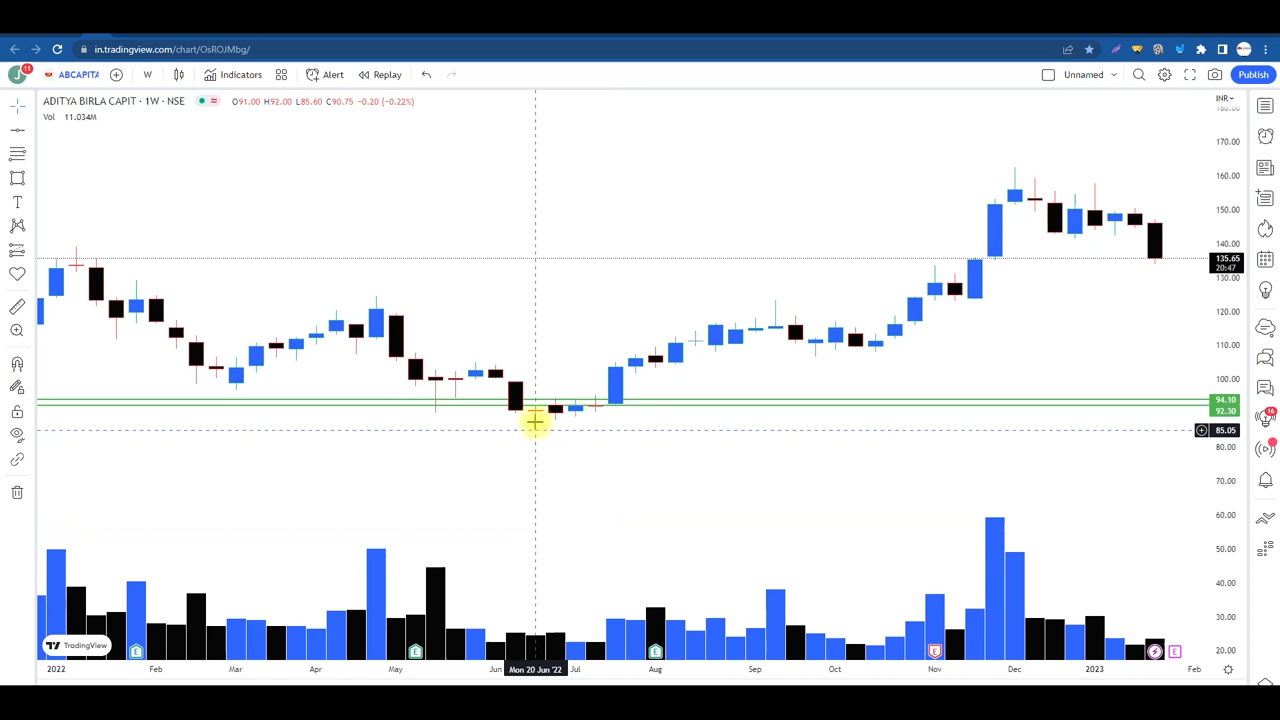 in.tradingview.com/chart/OsROJMbg/
J 11 ABCAPITA W Indicators Alert Replay Unnamed Publish
ADITYA BIRLA CAPIT · 1W · NSE O91.00 H92.00 L85.60 C90.75 -0.20 (-0.22%)
Vol 11.034M
INR
180.00
170.00
160.00
150.00
140.00
135.65
20:47
130.00
120.00
110.00
100.00
94.10
92.30
85.05
80.00
70.00
60.00
50.00
40.00
30.00
20.00
16
TradingView
E E E E E
2022 Feb Mar Apr May Jun Mon 20 Jun '22 Jul Aug Sep Oct Nov Dec 2023 Feb